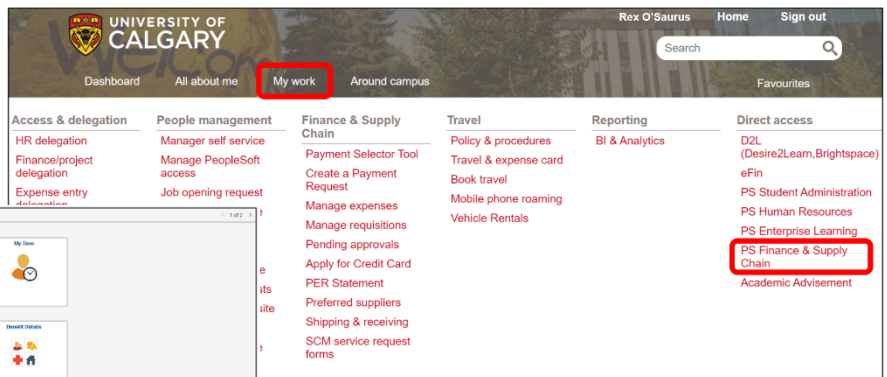 UNIVERSITY OF
CALGARY
Rex O'Saurus Home Sign out
Search
Dashboard All about me My work Around campus
Favourites
Access & delegation
HR delegation
Finance/project
delegation
Expense entry
delegation
People management
Manager self service
Manage PeopleSoft
access
Job opening request
Finance & Supply
Chain
Payment Selector Tool
Create a Payment
Request
Manage expenses
Manage requisitions
Pending approvals
Apply for Credit Card
PER Statement
Preferred suppliers
Shipping & receiving
SCM service request
forms
Travel
Policy & procedures
Travel & expense card
Book travel
Mobile phone roaming
Vehicle Rentals
Reporting
BI & Analytics
Direct access
D2L
(Desire2Learn,Brightspace)
eFin
PS Student Administration
PS Human Resources
PS Enterprise Learning
PS Finance & Supply
Chain
Academic Advisement
1 of 2
My Time
Benefit Details